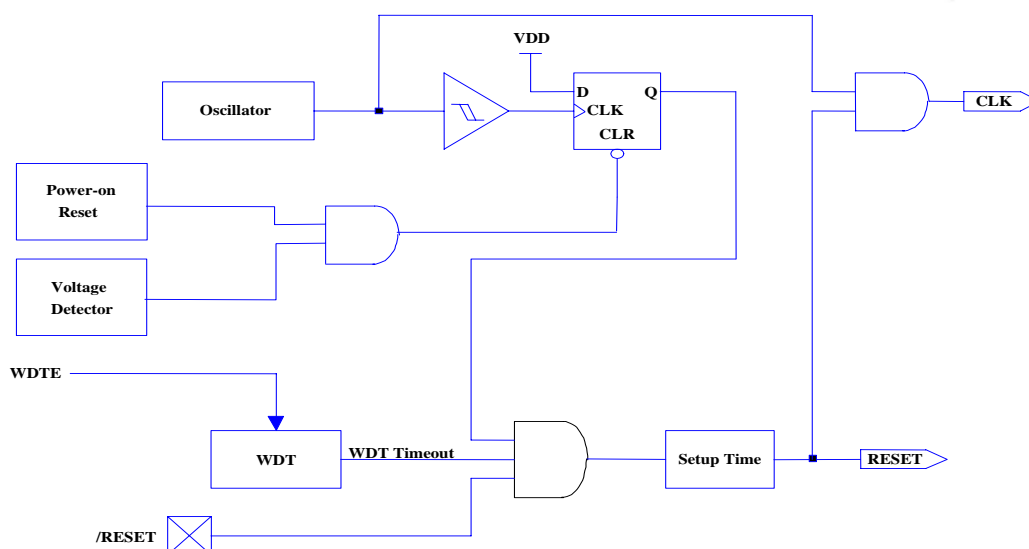 VDD
Oscillator
D
Q
CLK
CLR
CLK
Power-on
Reset
Voltage
Detector
WDTE
WDT
WDT Timeout
Setup Time
RESET
/RESET